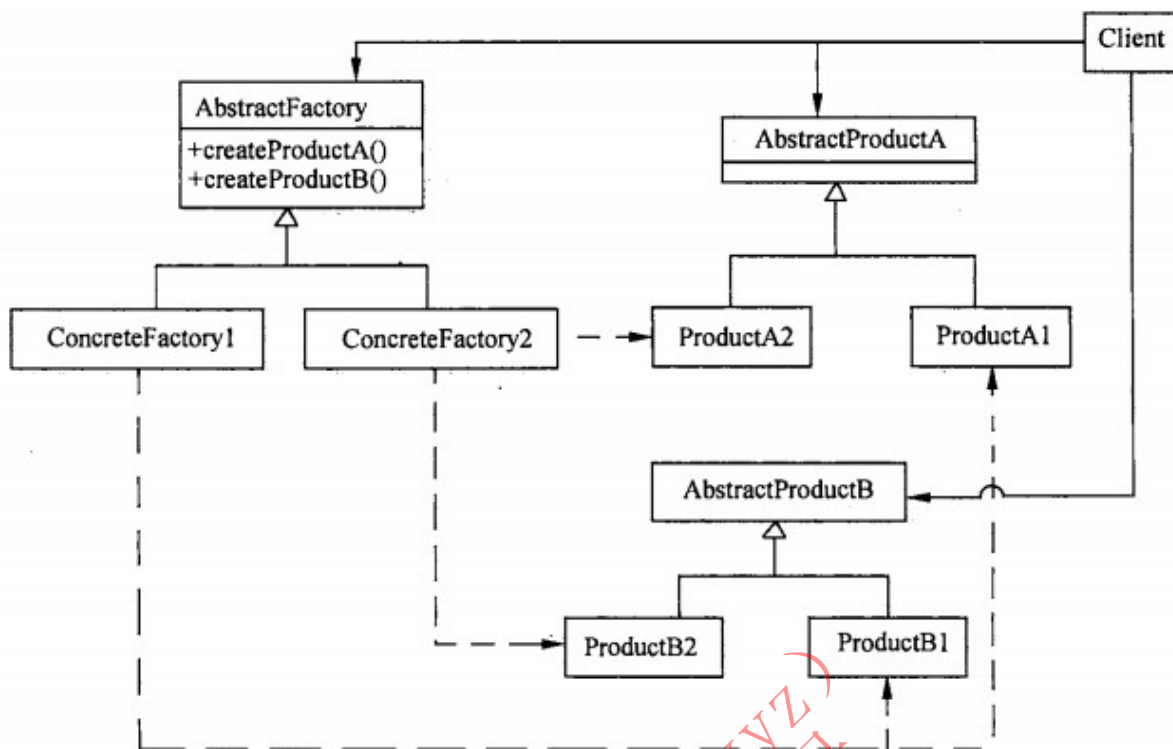 Client
AbstractFactory
+createProductA()
+createProductB()
AbstractProductA
ConcreteFactory1
ConcreteFactory2
ProductA2
ProductA1
AbstractProductB
ProductB2
ProductB1